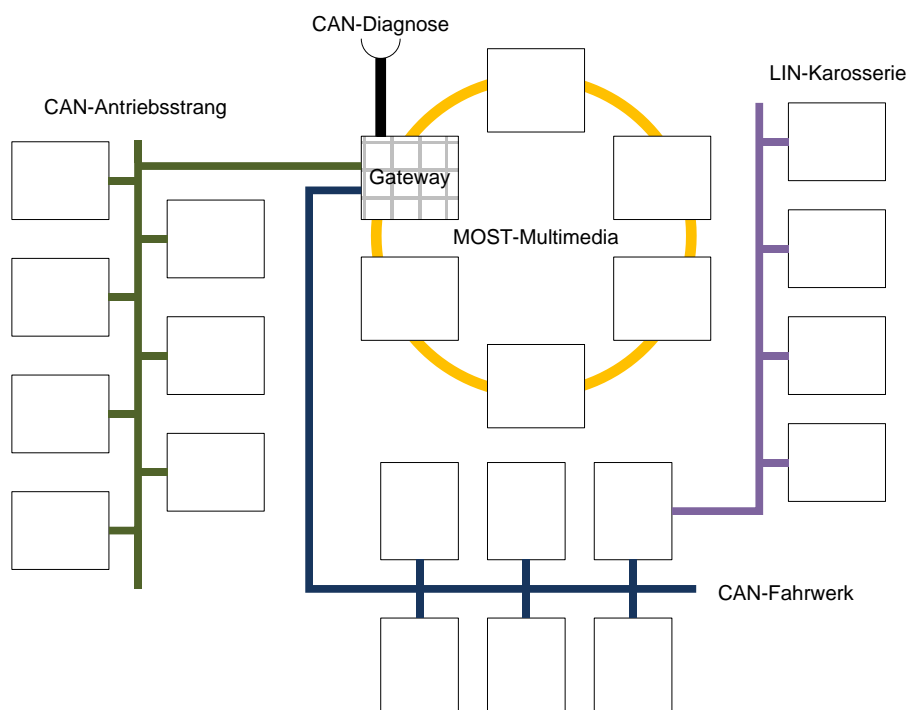 CAN-Diagnose
LIN-Karosserie
CAN-Antriebsstrang
Gateway
MOST-Multimedia
CAN-Fahrwerk